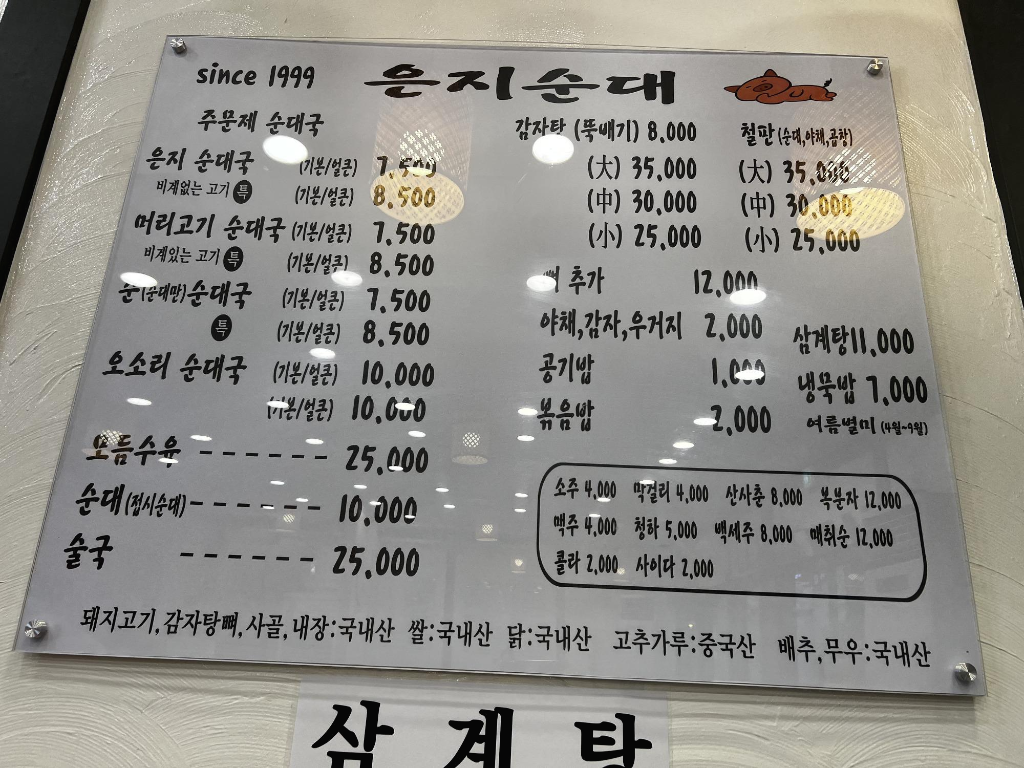 since 1999 은지순대
주문제 순대국
은지 순대국 (기본/얼큰) 7,500
비계없는 고기 특 (기본/얼큰) 8,500
머리고기 순대국 (기본/얼큰) 7,500
비계있는 고기 특 (기본/얼큰) 8,500
순(순대만)순대국 (기본/얼큰) 7,500
특 (기본/얼큰) 8,500
오소리 순대국 (기본/얼큰) 10,000
(기본/얼큰) 10,000
모듬수육 ------- 25,000
순대(접시순대)------- 10,000
술국 ------- 25,000
감자탕 (뚝배기) 8,000
(大) 35,000
(中) 30,000
(小) 25,000
철판 (순대,야채,곱창)
(大) 35,000
(中) 30,000
(小) 25,000
뼈 추가 12,000
야채,감자,우거지 2,000
공기밥 1,000
볶음밥 2,000
삼계탕 11,000
냉묵밥 7,000
여름별미 (4월~9월)
소주 4,000 막걸리 4,000 산사춘 8,000 복분자 12,000
맥주 4,000 청하 5,000 백세주 8,000 매취순 12,000
콜라 2,000 사이다 2,000
돼지고기,감자탕뼈,사골,내장:국내산 쌀:국내산 닭:국내산 고추가루:중국산 배추,무우:국내산
삼계탕